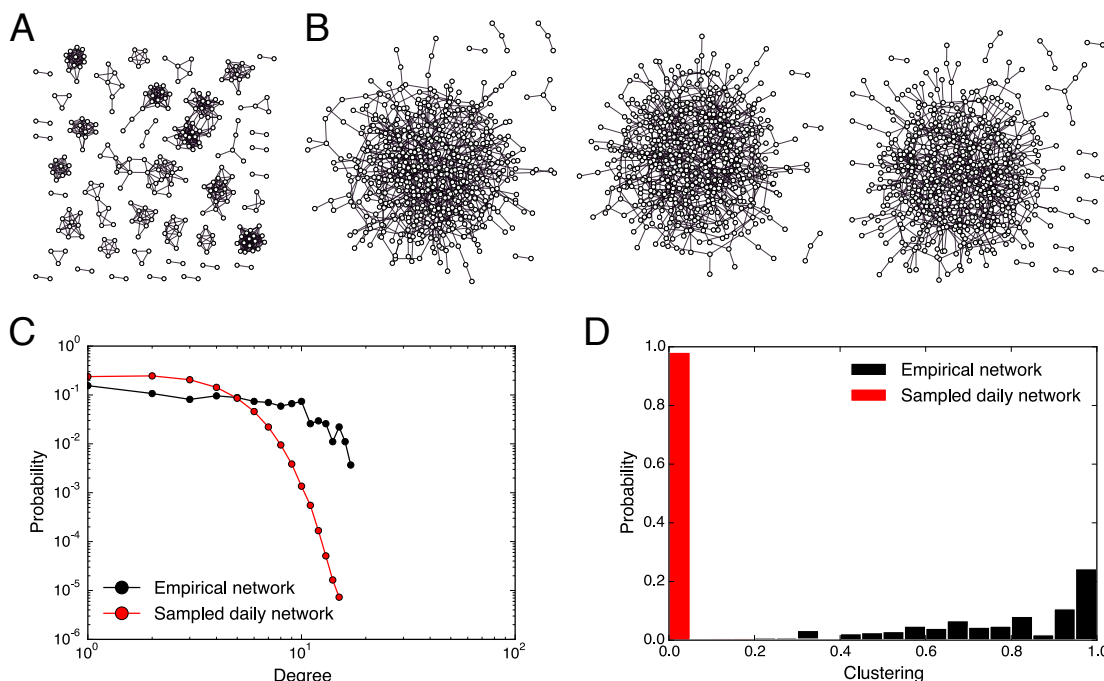 A
B
C
10^0
10^-1
10^-2
10^-3
10^-4
10^-5
10^-6
Probability
Empirical network
Sampled daily network
10^0
10^1
10^2
Degree
D
1.0
0.8
0.6
0.4
0.2
0.0
Probability
Empirical network
Sampled daily network
0.0
0.2
0.4
0.6
0.8
1.0
Clustering